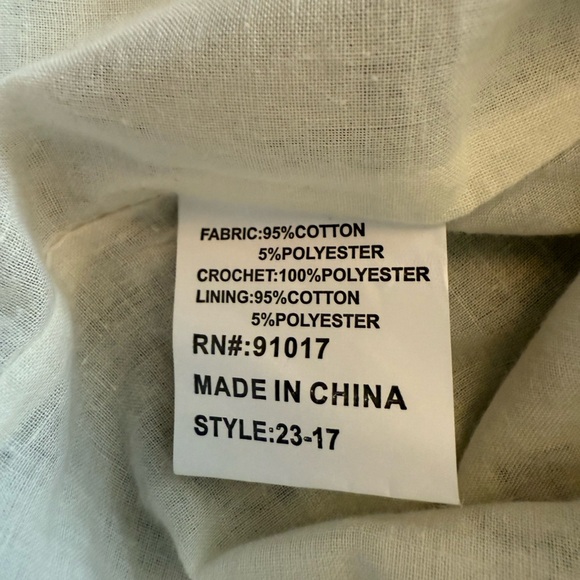 FABRIC:95%COTTON
5%POLYESTER
CROCHET:100%POLYESTER
LINING:95%COTTON
5%POLYESTER
RN#:91017
MADE IN CHINA
STYLE:23-17